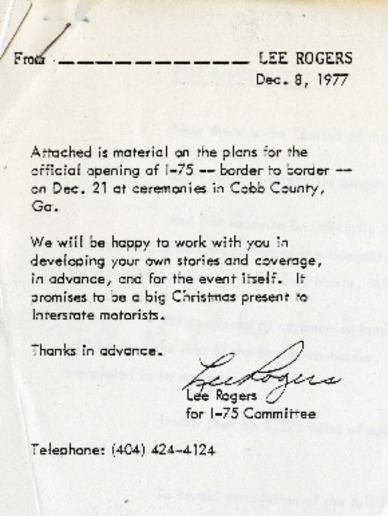 From ____________ LEE ROGERS
Dec. 8, 1977
Attached is material on the plans for the
official opening of I-75 -- border to border --
on Dec. 21 at ceremonies in Cobb County,
Ga.
We will be happy to work with you in
developing your own stories and coverage,
in advance, and for the event itself. It
promises to be a big Christmas present to
Interstate motorists.
Thanks in advance.
Lee Rogers
Lee Rogers
for I-75 Committee
Telephone: (404) 424-4124